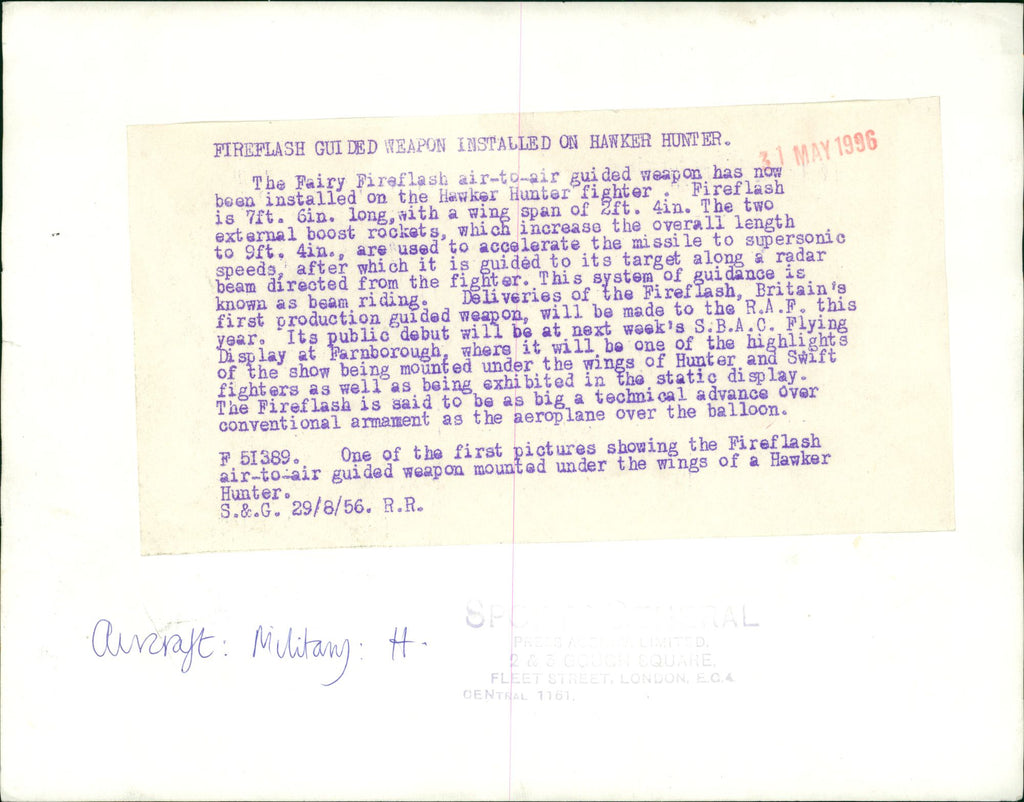 FIREFLASH GUIDED WEAPON INSTALLED ON HAWKER HUNTER.
31 MAY 1996
The Fairy Fireflash air-to-air guided weapon has now
been installed on the Hawker Hunter fighter . Fireflash
is 7ft. 6in. long,with a wing span of 2ft. 4in. The two
external boost rockets, which increase the overall length
to 9ft. 4in., are used to accelerate the missile to supersonic
speeds, after which it is guided to its target along a radar
beam directed from the fighter. This system of guidance is
known as beam riding. Deliveries of the Fireflash, Britain's
first production guided weapon, will be made to the R.A.F. this
year. Its public debut will be at next week's S.B.A.C. Flying
Display at Farnborough, where it will be one of the highlights
of the show being mounted under the wings of Hunter and Swift
fighters as well as being exhibited in the static display.
The Fireflash is said to be as big a technical advance over
conventional armament as the aeroplane over the balloon.
F 51389. One of the first pictures showing the Fireflash
air-to-air guided weapon mounted under the wings of a Hawker
Hunter.
S.&.G. 29/8/56. R.R.
Aircraft: Military: H.
SPORT & GENERAL
PRESS AGENCY LIMITED.
2 & 3 GOUGH SQUARE,
FLEET STREET, LONDON, E.C.4
CENTRAL 1161.